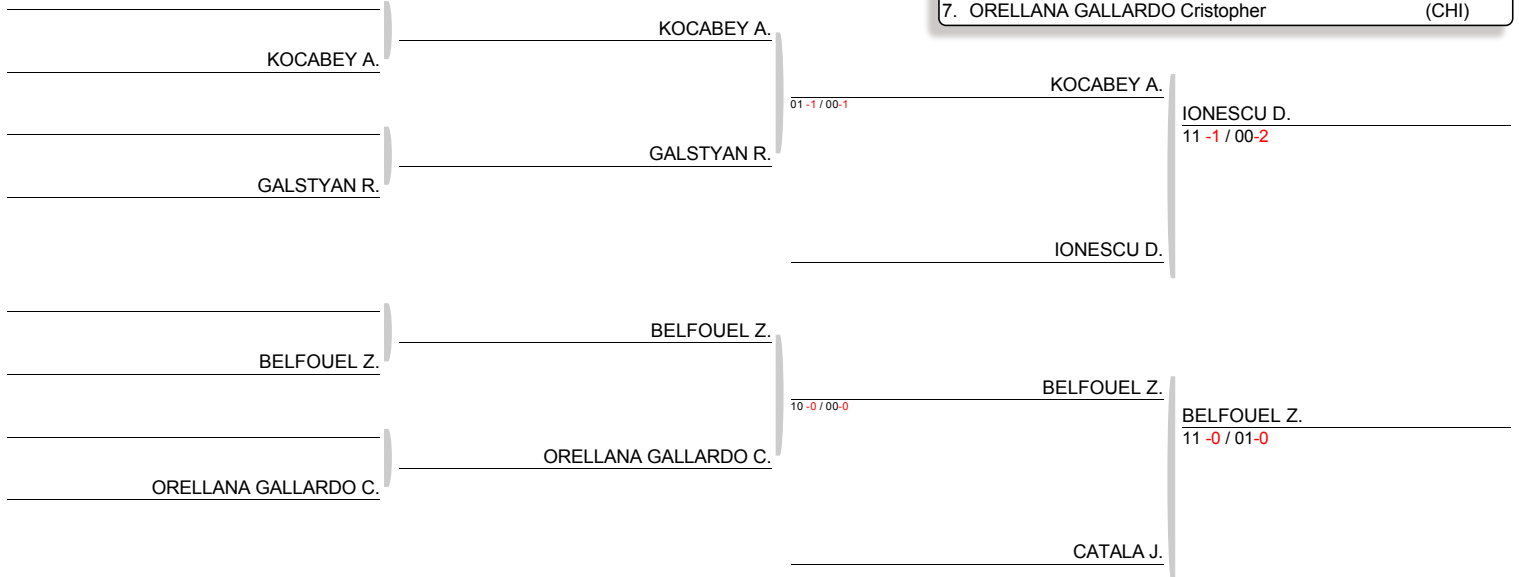 7. ORELLANA GALLARDO Cristopher (CHI)
KOCABEY A.
KOCABEY A.
KOCABEY A.
01 -1 / 00-1
IONESCU D.
11 -1 / 00-2
GALSTYAN R.
GALSTYAN R.
IONESCU D.
BELFOUEL Z.
BELFOUEL Z.
BELFOUEL Z.
10 -0 / 00-0
BELFOUEL Z.
11 -0 / 01-0
ORELLANA GALLARDO C.
ORELLANA GALLARDO C.
CATALA J.